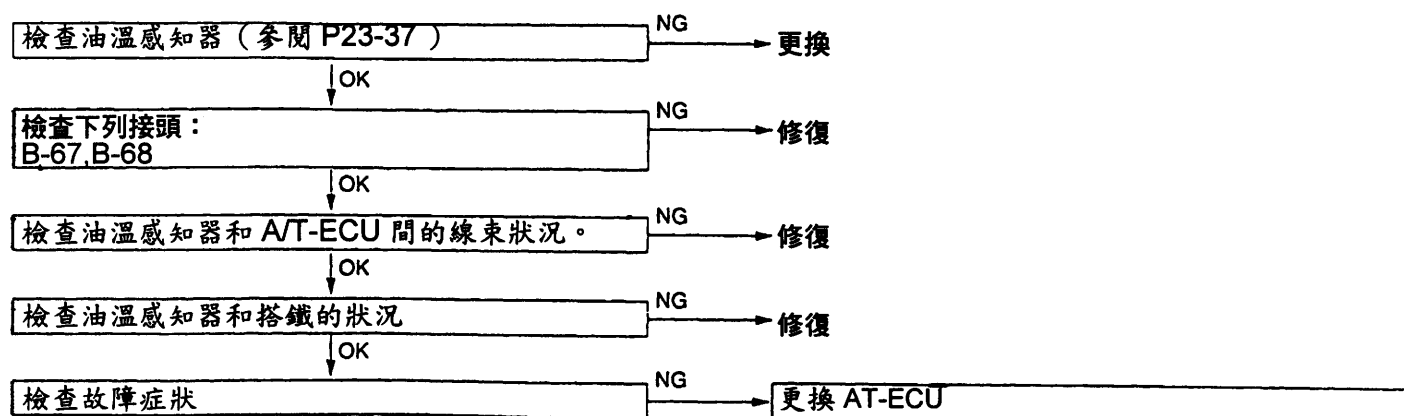 檢查油溫感知器（參閱 P23-37 ）
NG
更換
OK
檢查下列接頭：
B-67,B-68
NG
修復
OK
檢查油溫感知器和 A/T-ECU 間的線束狀況。
NG
修復
OK
檢查油溫感知器和搭鐵的狀況
NG
修復
OK
檢查故障症狀
NG
更換 AT-ECU